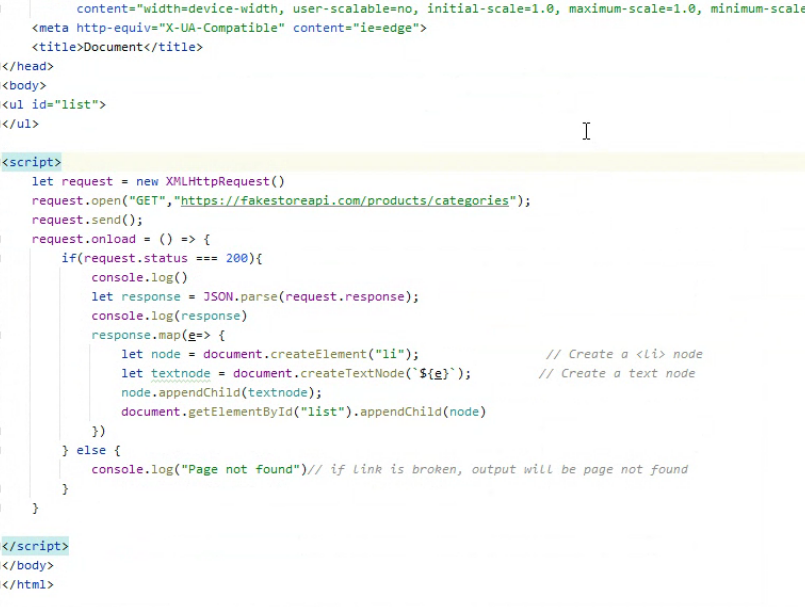 content="width=device-width, user-scalable=no, initial-scale=1.0, maximum-scale=1.0, minimum-scale
<meta http-equiv="X-UA-Compatible" content="ie=edge">
<title>Document</title>
</head>
<body>
<ul id="list">
</ul>
<script>
let request = new XMLHttpRequest()
request.open("GET","https://fakestoreapi.com/products/categories");
request.send();
request.onload = () => {
if(request.status === 200){
console.log()
let response = JSON.parse(request.response);
console.log(response)
response.map(e=> {
let node = document.createElement("li"); // Create a <li> node
let textnode = document.createTextNode(`${e}`); // Create a text node
node.appendChild(textnode);
document.getElementById("list").appendChild(node)
})
} else {
console.log("Page not found")// if link is broken, output will be page not found
}
}
</script>
</body>
</html>